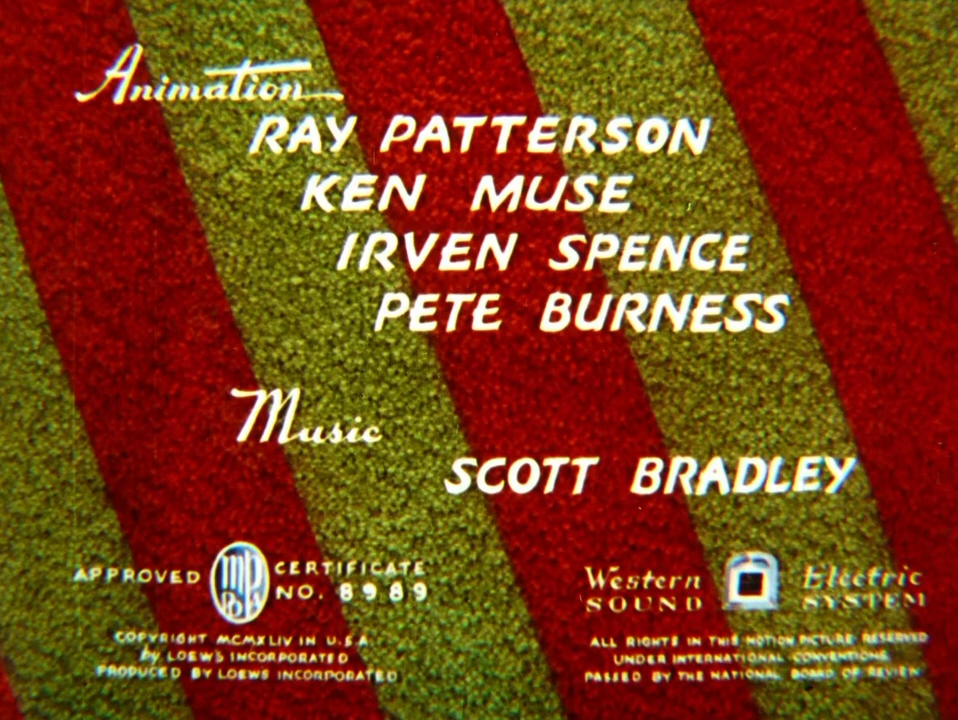 Animation
RAY PATTERSON
KEN MUSE
IRVEN SPENCE
PETE BURNESS
Music
SCOTT BRADLEY
APPROVED MPPDA CERTIFICATE
NO. 8989
COPYRIGHT MCMXLIV IN U.S.A.
by LOEW'S INCORPORATED
PRODUCED BY LOEWS INCORPORATED
Western Electric
SOUND SYSTEM
ALL RIGHTS IN THIS MOTION PICTURE RESERVED
UNDER INTERNATIONAL CONVENTIONS
PASSED BY THE NATIONAL BOARD OF REVIEW